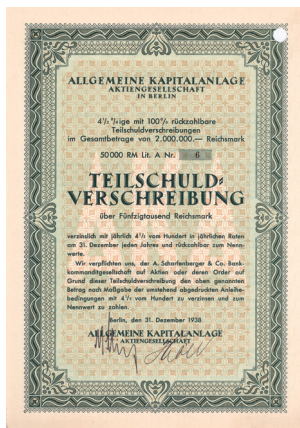 ALLGEMEINE KAPITALANLAGE
AKTIENGESELLSCHAFT
IN BERLIN
4½%ige mit 100% rückzahlbare
Teilschuldverschreibungen
im Gesamtbetrage von 2.000.000.— Reichsmark
50000 RM Lit. A Nr. 6
TEILSCHULD-
VERSCHREIBUNG
über Fünfzigtausend Reichsmark
verzinslich mit jährlich 4½ vom Hundert in jährlichen Raten
am 31. Dezember jeden Jahres und rückzahlbar zum Nenn-
werte.
Wir verpflichten uns, der A. Scharfenberger & Co. Bank-
kommanditgesellschaft auf Aktien oder deren Order auf
Grund dieser Teilschuldverschreibung den oben genannten
Betrag nach Maßgabe der umstehend abgedruckten Anleihe-
bedingungen mit 4½ vom Hundert zu verzinsen und zum
Nennwert zu zahlen.
Berlin, den 31. Dezember 1938
ALLGEMEINE KAPITALANLAGE
AKTIENGESELLSCHAFT